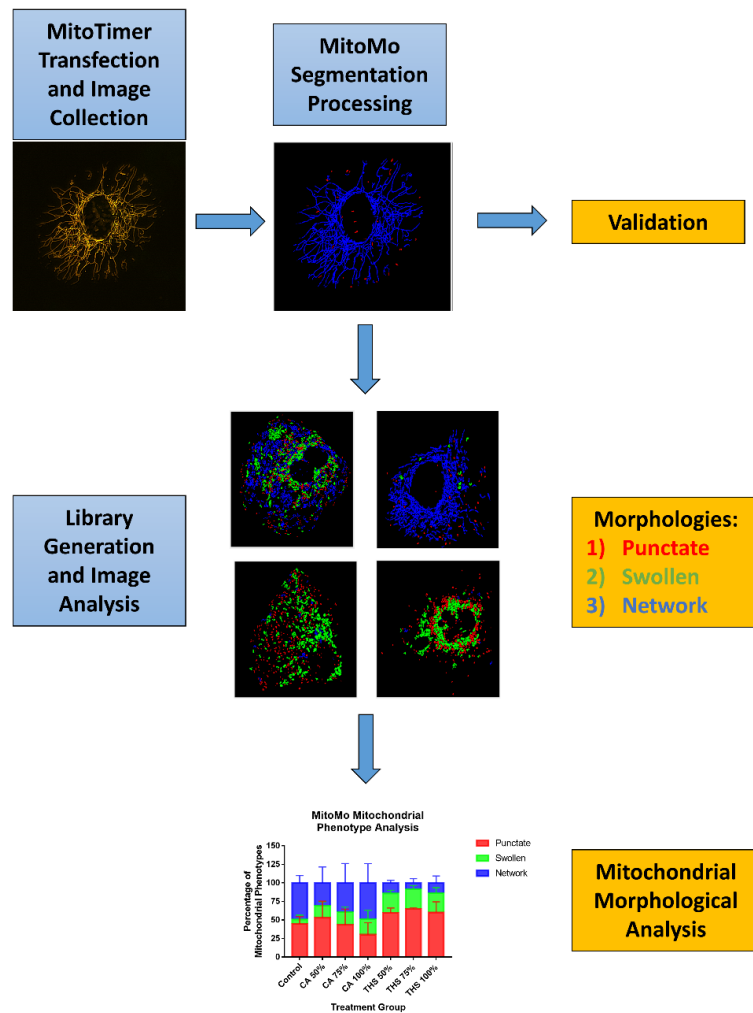 MitoTimer
Transfection
and Image
Collection
MitoMo
Segmentation
Processing
Validation
Library
Generation
and Image
Analysis
Morphologies:
1) Punctate
2) Swollen
3) Network
MitoMo Mitochondrial
Phenotype Analysis
Punctate
Swollen
Network
Percentage of
Mitochondrial Phenotypes
150
125
100
75
50
25
0
Control
CA 50%
CA 75%
CA 100%
THS 50%
THS 75%
THS 100%
Treatment Group
Mitochondrial
Morphological
Analysis